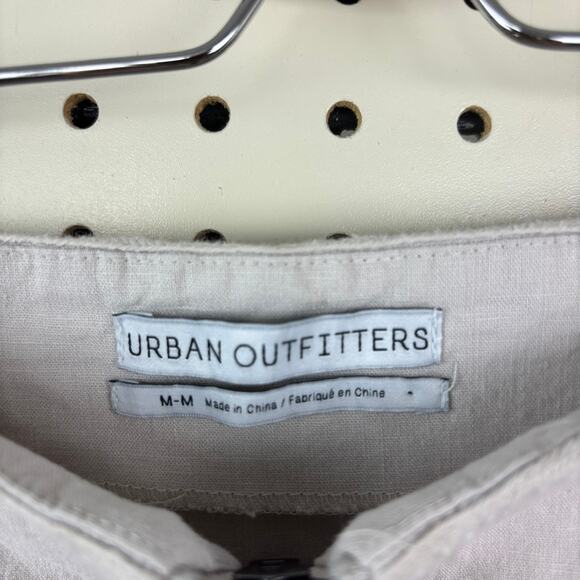 URBAN OUTFITTERS
M-M Made in China / Fabriqué en Chine